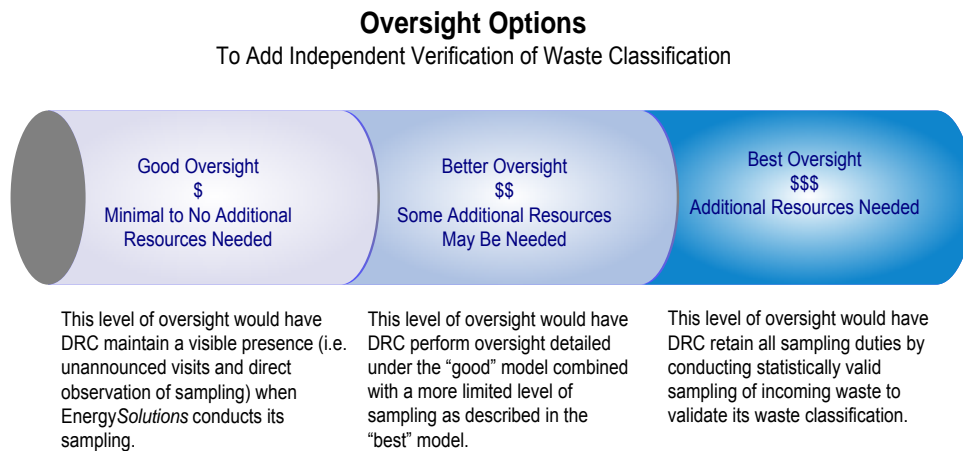 Oversight Options
To Add Independent Verification of Waste Classification
Good Oversight
$
Minimal to No Additional
Resources Needed
Better Oversight
$$
Some Additional Resources
May Be Needed
Best Oversight
$$$
Additional Resources Needed
This level of oversight would have
DRC maintain a visible presence (i.e.
unannounced visits and direct
observation of sampling) when
EnergySolutions conducts its
sampling.
This level of oversight would have
DRC perform oversight detailed
under the “good” model combined
with a more limited level of
sampling as described in the
“best” model.
This level of oversight would have
DRC retain all sampling duties by
conducting statistically valid
sampling of incoming waste to
validate its waste classification.